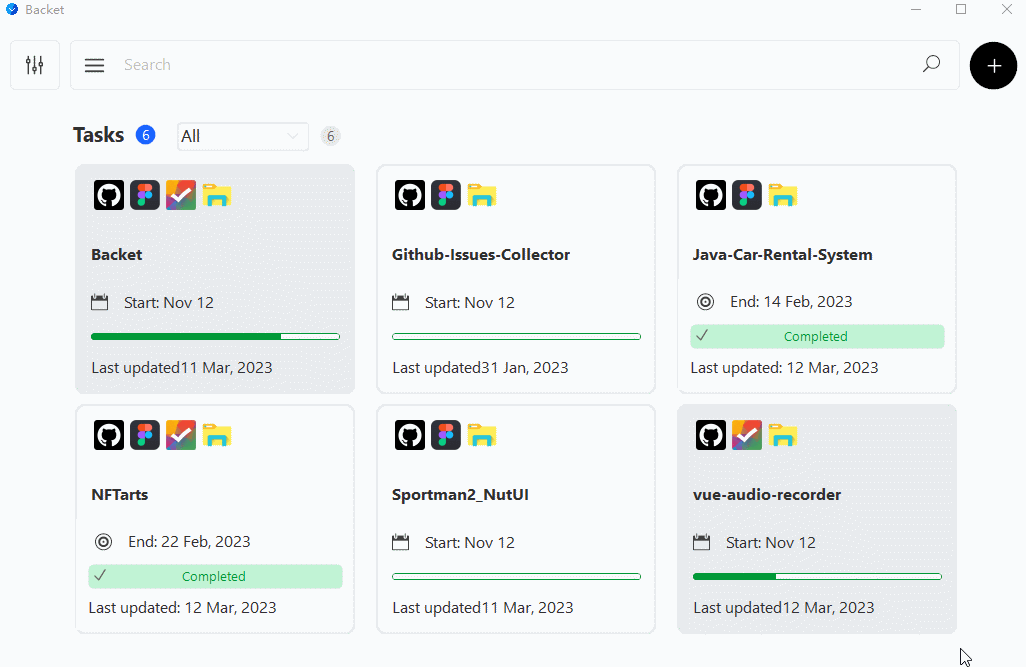 Backet
Search
Tasks 6 All 6
Backet
Start: Nov 12
Last updated11 Mar, 2023
Github-Issues-Collector
Start: Nov 12
Last updated31 Jan, 2023
Java-Car-Rental-System
End: 14 Feb, 2023
Completed
Last updated: 12 Mar, 2023
NFTarts
End: 22 Feb, 2023
Completed
Last updated: 12 Mar, 2023
Sportman2_NutUI
Start: Nov 12
Last updated11 Mar, 2023
vue-audio-recorder
Start: Nov 12
Last updated12 Mar, 2023